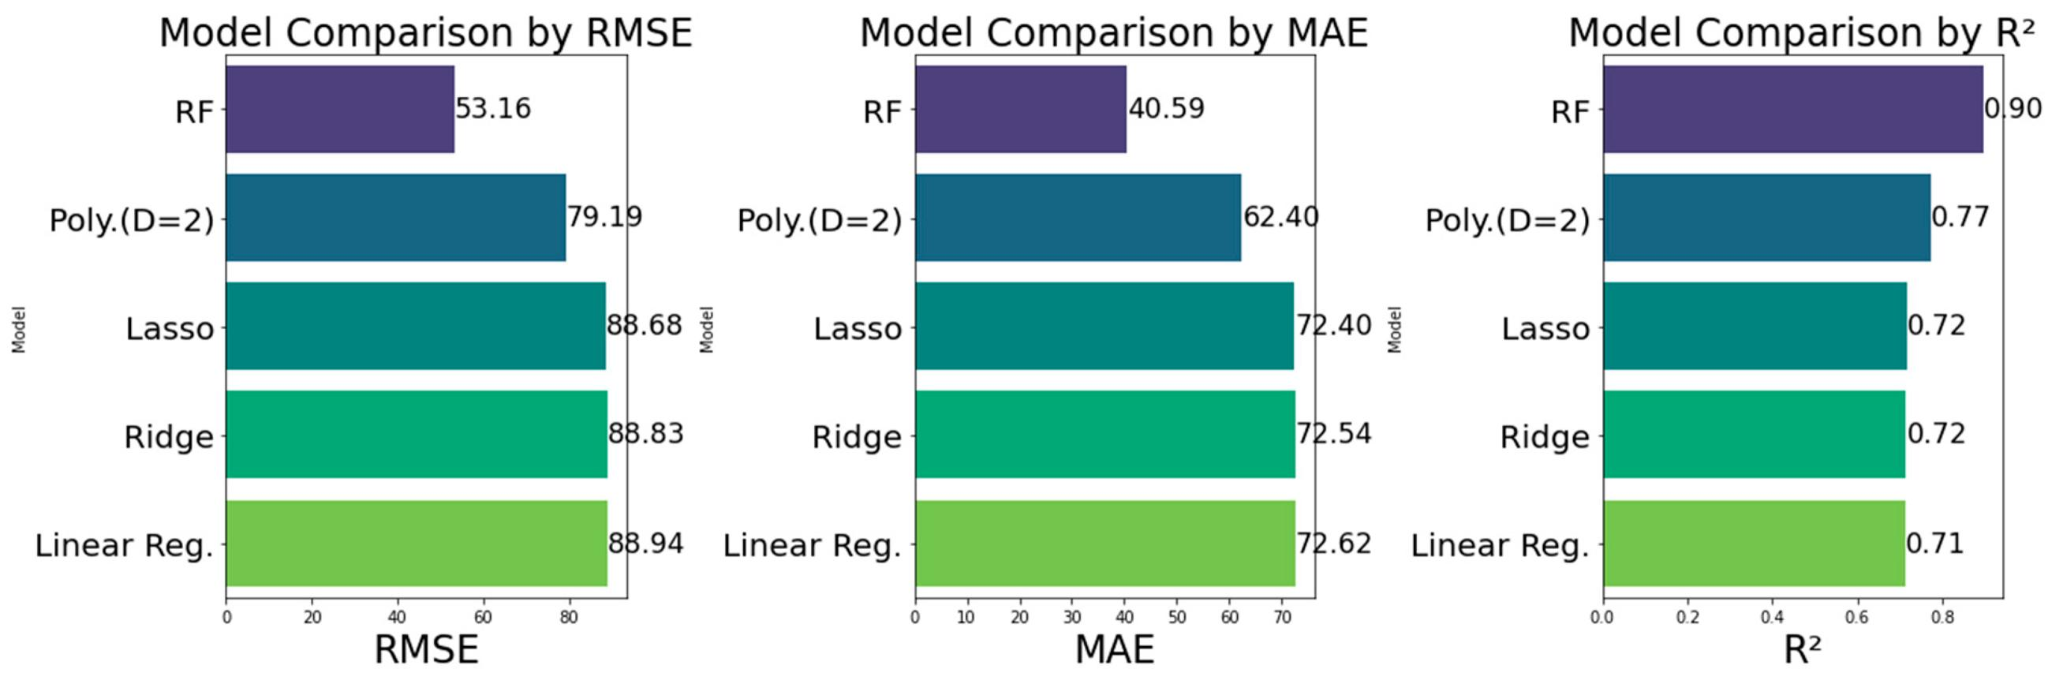 Model Comparison by RMSE
Model
RF
53.16
Poly.(D=2)
79.19
Lasso
88.68
Ridge
88.83
Linear Reg.
88.94
0 20 40 60 80
RMSE
Model Comparison by MAE
Model
RF
40.59
Poly.(D=2)
62.40
Lasso
72.40
Ridge
72.54
Linear Reg.
72.62
0 10 20 30 40 50 60 70
MAE
Model Comparison by R²
Model
RF
0.90
Poly.(D=2)
0.77
Lasso
0.72
Ridge
0.72
Linear Reg.
0.71
0.0 0.2 0.4 0.6 0.8
R²